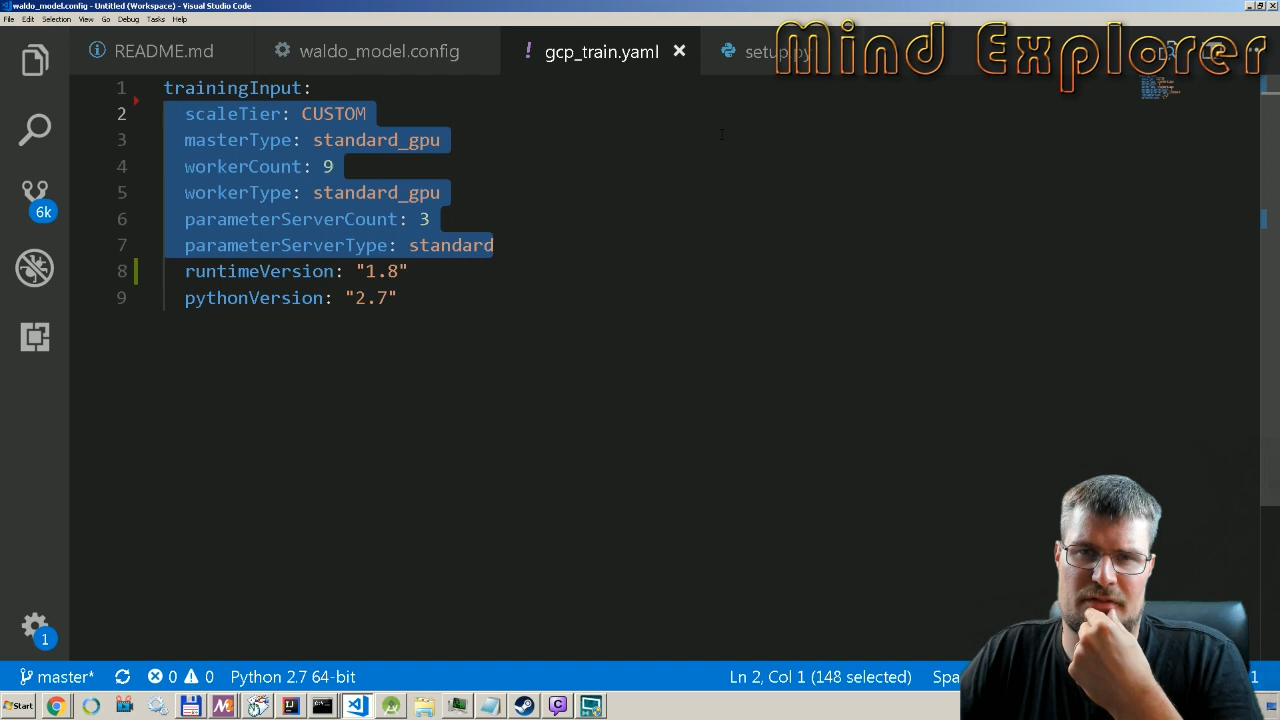 waldo_model.config - Untitled (Workspace) - Visual Studio Code
File Edit Selection View Go Debug Tasks Help
README.md waldo_model.config ! gcp_train.yaml setup.py
Mind Explorer
1 trainingInput:
2 scaleTier: CUSTOM
3 masterType: standard_gpu
4 workerCount: 9
5 workerType: standard_gpu
6 parameterServerCount: 3
7 parameterServerType: standard
8 runtimeVersion: "1.8"
9 pythonVersion: "2.7"
6k
1
master* 0 0 Python 2.7 64-bit Ln 2, Col 1 (148 selected) Spa 1
Start